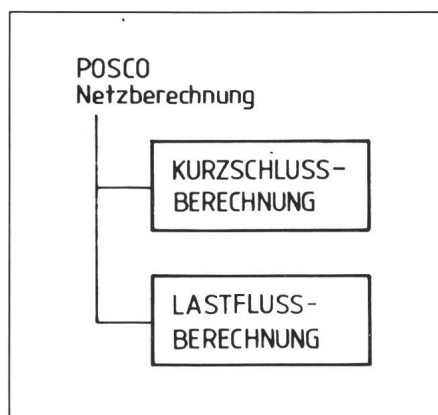 POSCO
Netzberechnung
KURZSCHLUSS-
BERECHNUNG
LASTFLUSS-
BERECHNUNG